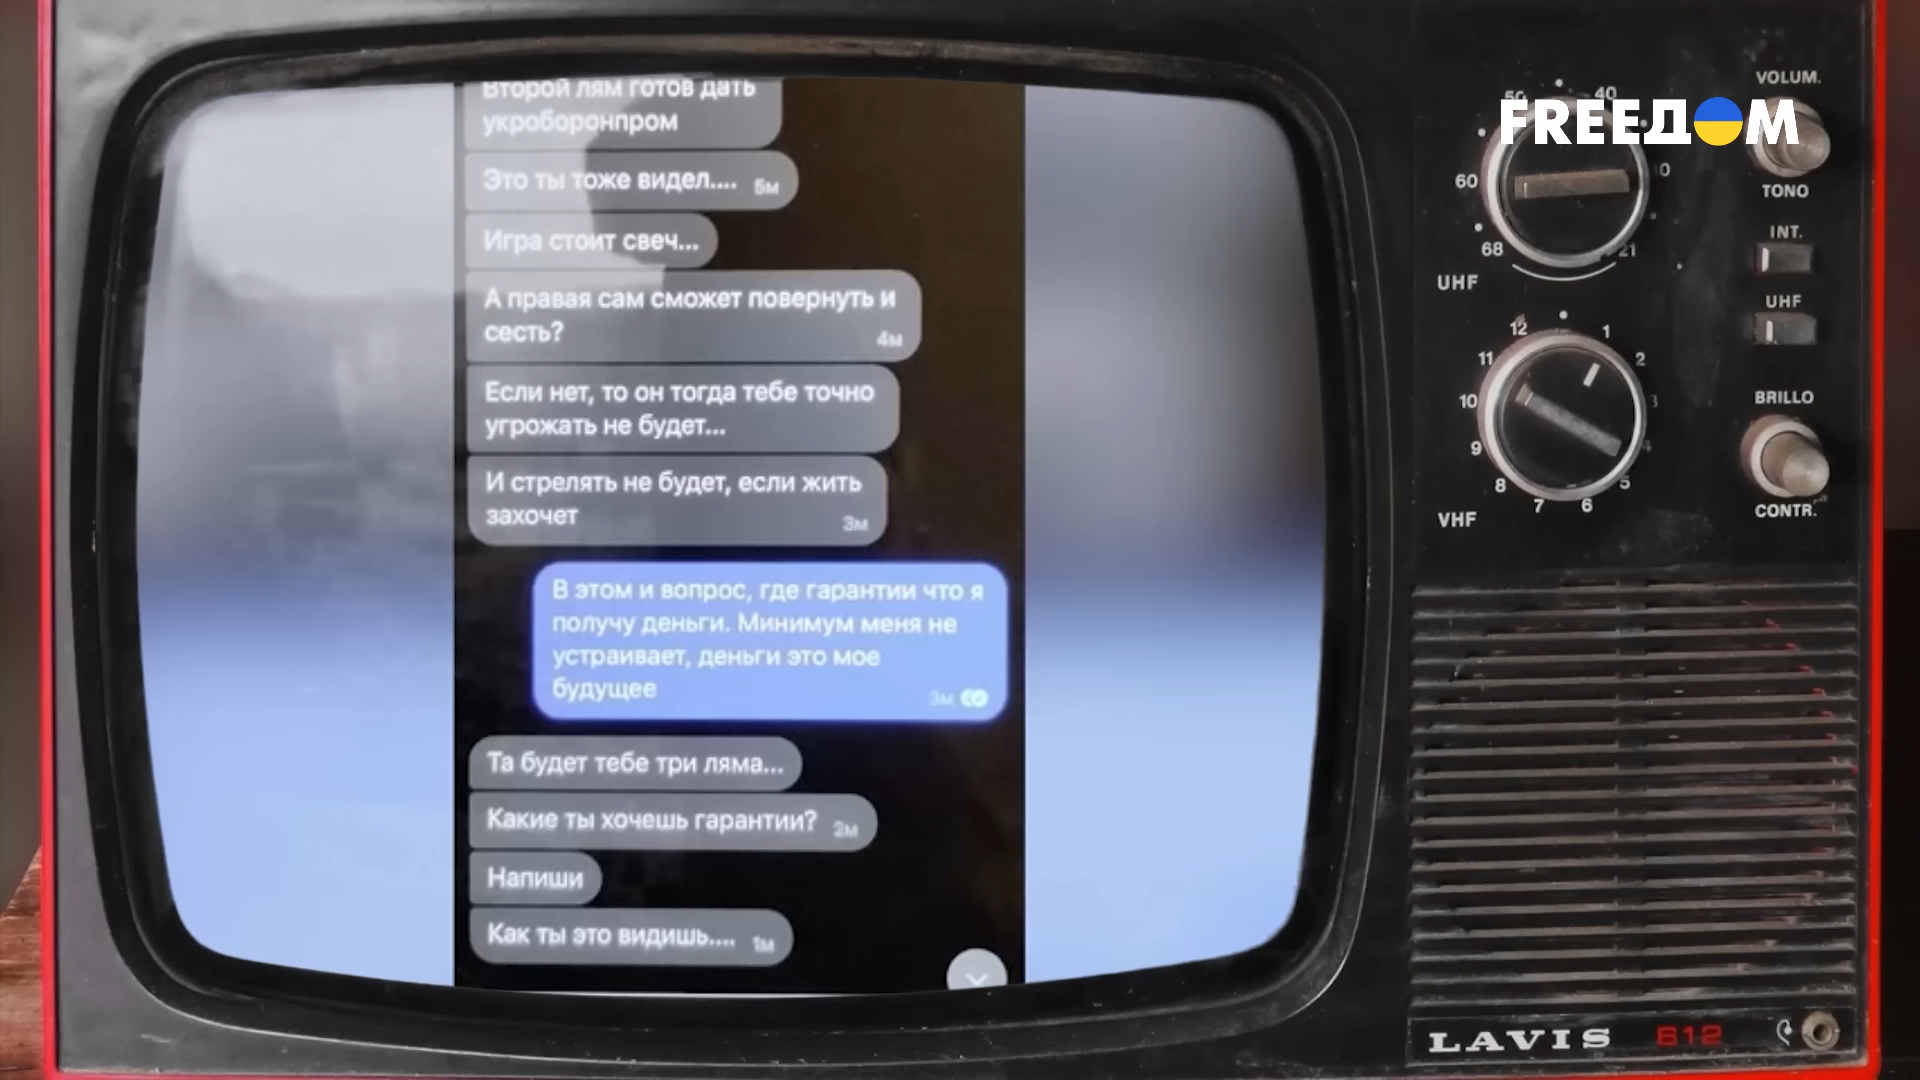 Второй лям готов дать
укроборонпром
Это ты тоже видел.... 5м
Игра стоит свеч...
А правая сам сможет повернуть и
сесть? 4м
Если нет, то он тогда тебе точно
угрожать не будет...
И стрелять не будет, если жить
захочет 3м
В этом и вопрос, где гарантии что я
получу деньги. Минимум меня не
устраивает, деньги это мое
будущее 3м
Та будет тебе три ляма...
Какие ты хочешь гарантии? 2м
Напиши
Как ты это видишь.... 1м
FREEДОМ
VOLUM.
TONO
INT.
UHF
BRILLO
CONTR.
50 40
60
68 21
UHF
12 1
11 2
10 3
9 4
8 5
7 6
VHF
LAVIS 612